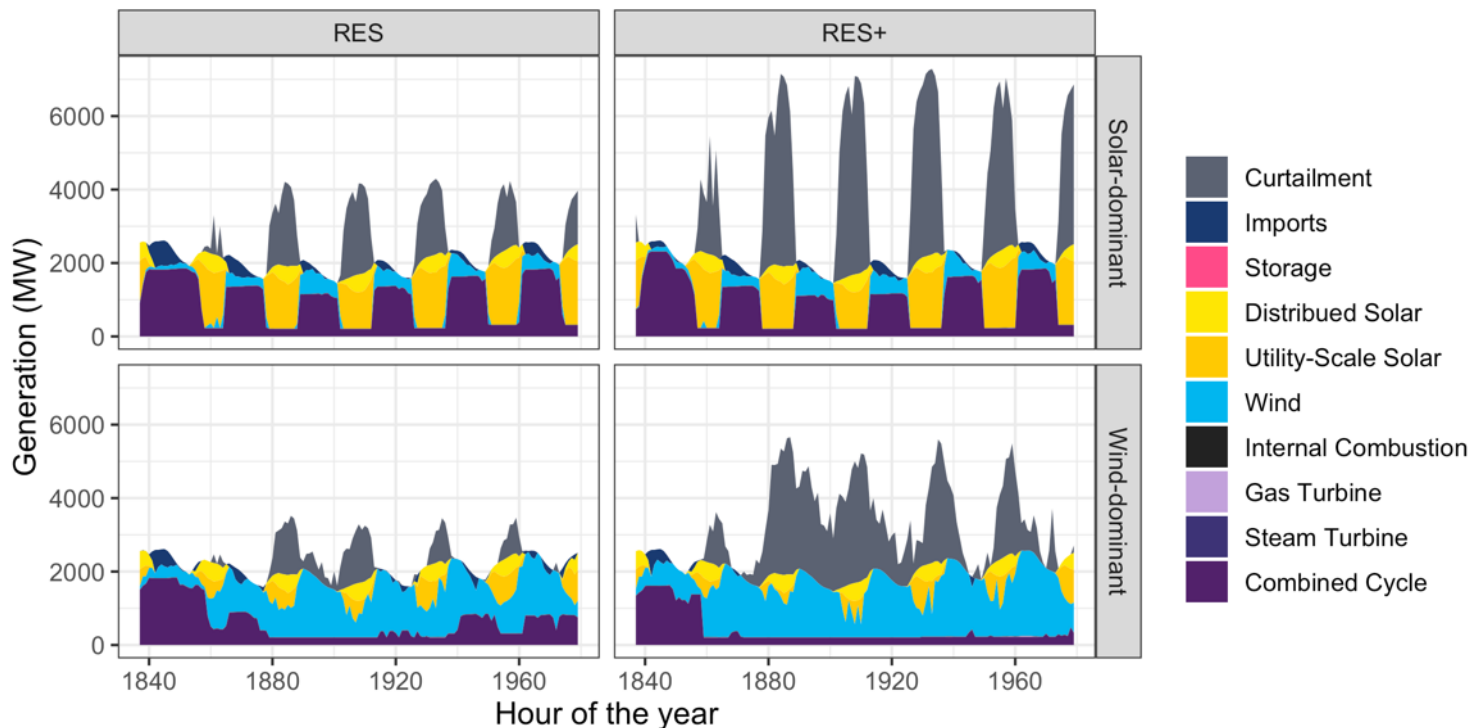 RES
RES+
Generation (MW)
6000
4000
2000
0
Solar-dominant
6000
4000
2000
0
Wind-dominant
1840
1880
1920
1960
1840
1880
1920
1960
Hour of the year
Curtailment
Imports
Storage
Distribued Solar
Utility-Scale Solar
Wind
Internal Combustion
Gas Turbine
Steam Turbine
Combined Cycle